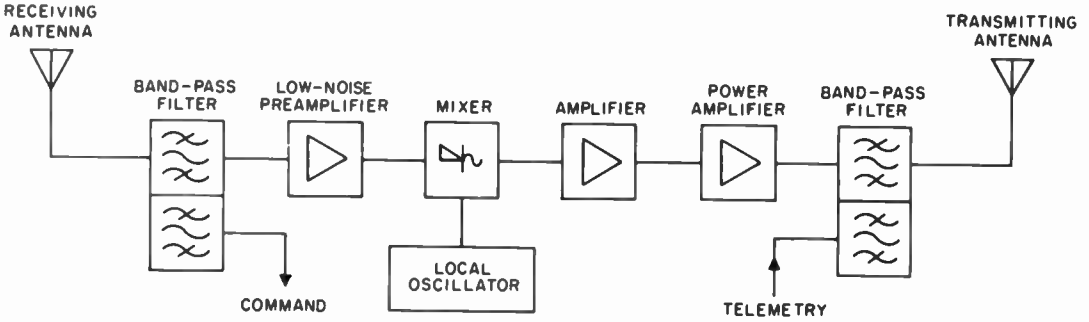 RECEIVING
ANTENNA
BAND-PASS
FILTER
LOW-NOISE
PREAMPLIFIER
MIXER
AMPLIFIER
POWER
AMPLIFIER
BAND-PASS
FILTER
TRANSMITTING
ANTENNA
LOCAL
OSCILLATOR
COMMAND
TELEMETRY